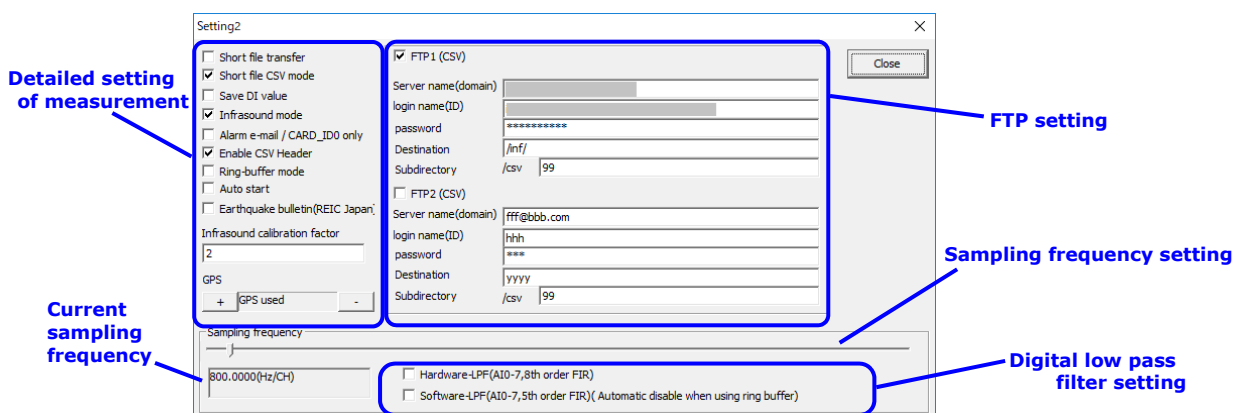 Setting2
Short file transfer
Short file CSV mode
Save DI value
Infrasound mode
Alarm e-mail / CARD_ID0 only
Enable CSV Header
Ring-buffer mode
Auto start
Earthquake bulletin(REIC Japan)
Infrasound calibration factor
2
GPS
+ GPS used -
FTP1 (CSV)
Server name(domain)
login name(ID)
password **********
Destination /inf/
Subdirectory /csv 99
FTP2 (CSV)
Server name(domain) fff@bbb.com
login name(ID) hhh
password ***
Destination yyyy
Subdirectory /csv 99
Close
Sampling frequency
800.0000(Hz/CH)
Hardware-LPF(AI0-7,8th order FIR)
Software-LPF(AI0-7,5th order FIR)( Automatic disable when using ring buffer)
Detailed setting
of measurement
Current
sampling
frequency
FTP setting
Sampling frequency setting
Digital low pass
filter setting